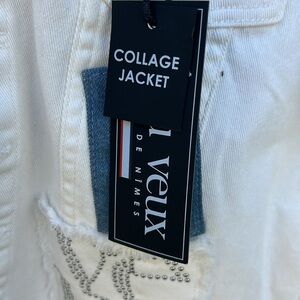 COLLAGE
JACKET
veux
DE NIMES